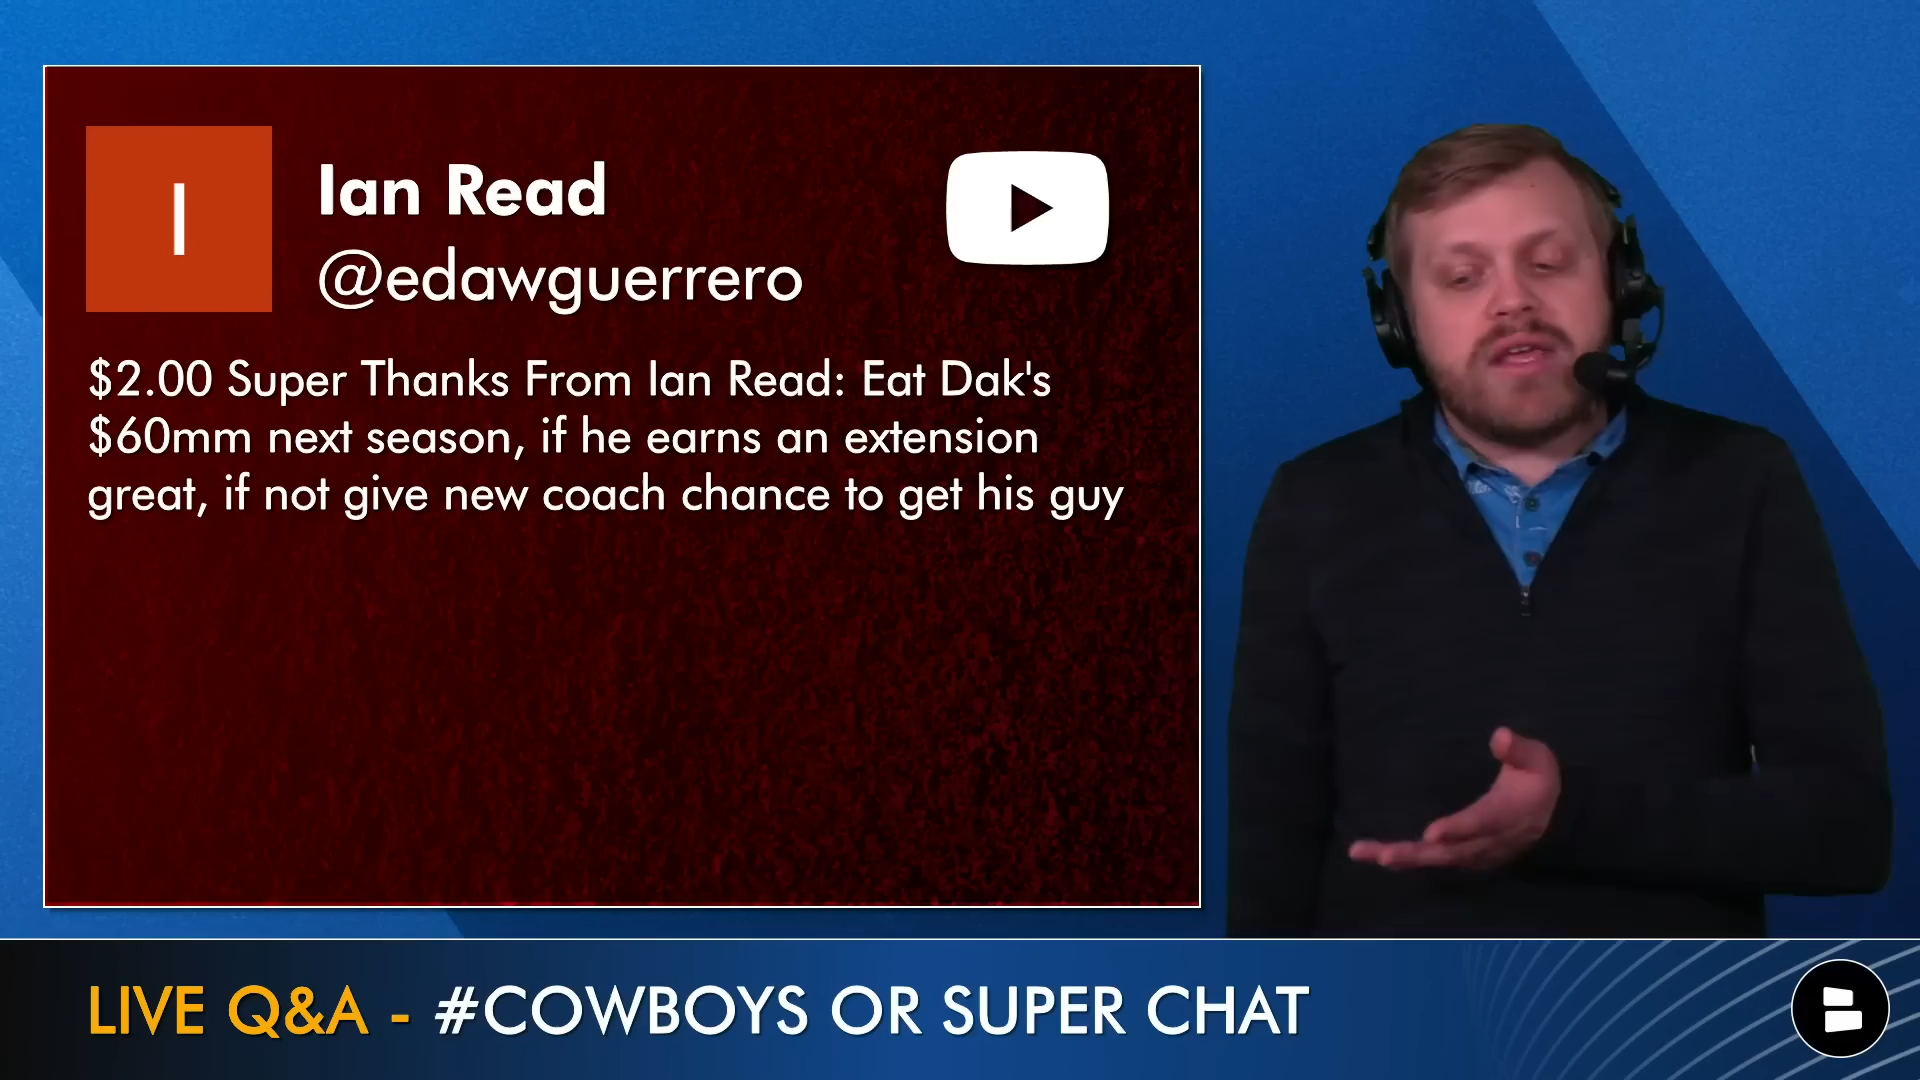 I
Ian Read
@edawguerrero
$2.00 Super Thanks From Ian Read: Eat Dak's
$60mm next season, if he earns an extension
great, if not give new coach chance to get his guy
LIVE Q&A - #COWBOYS OR SUPER CHAT